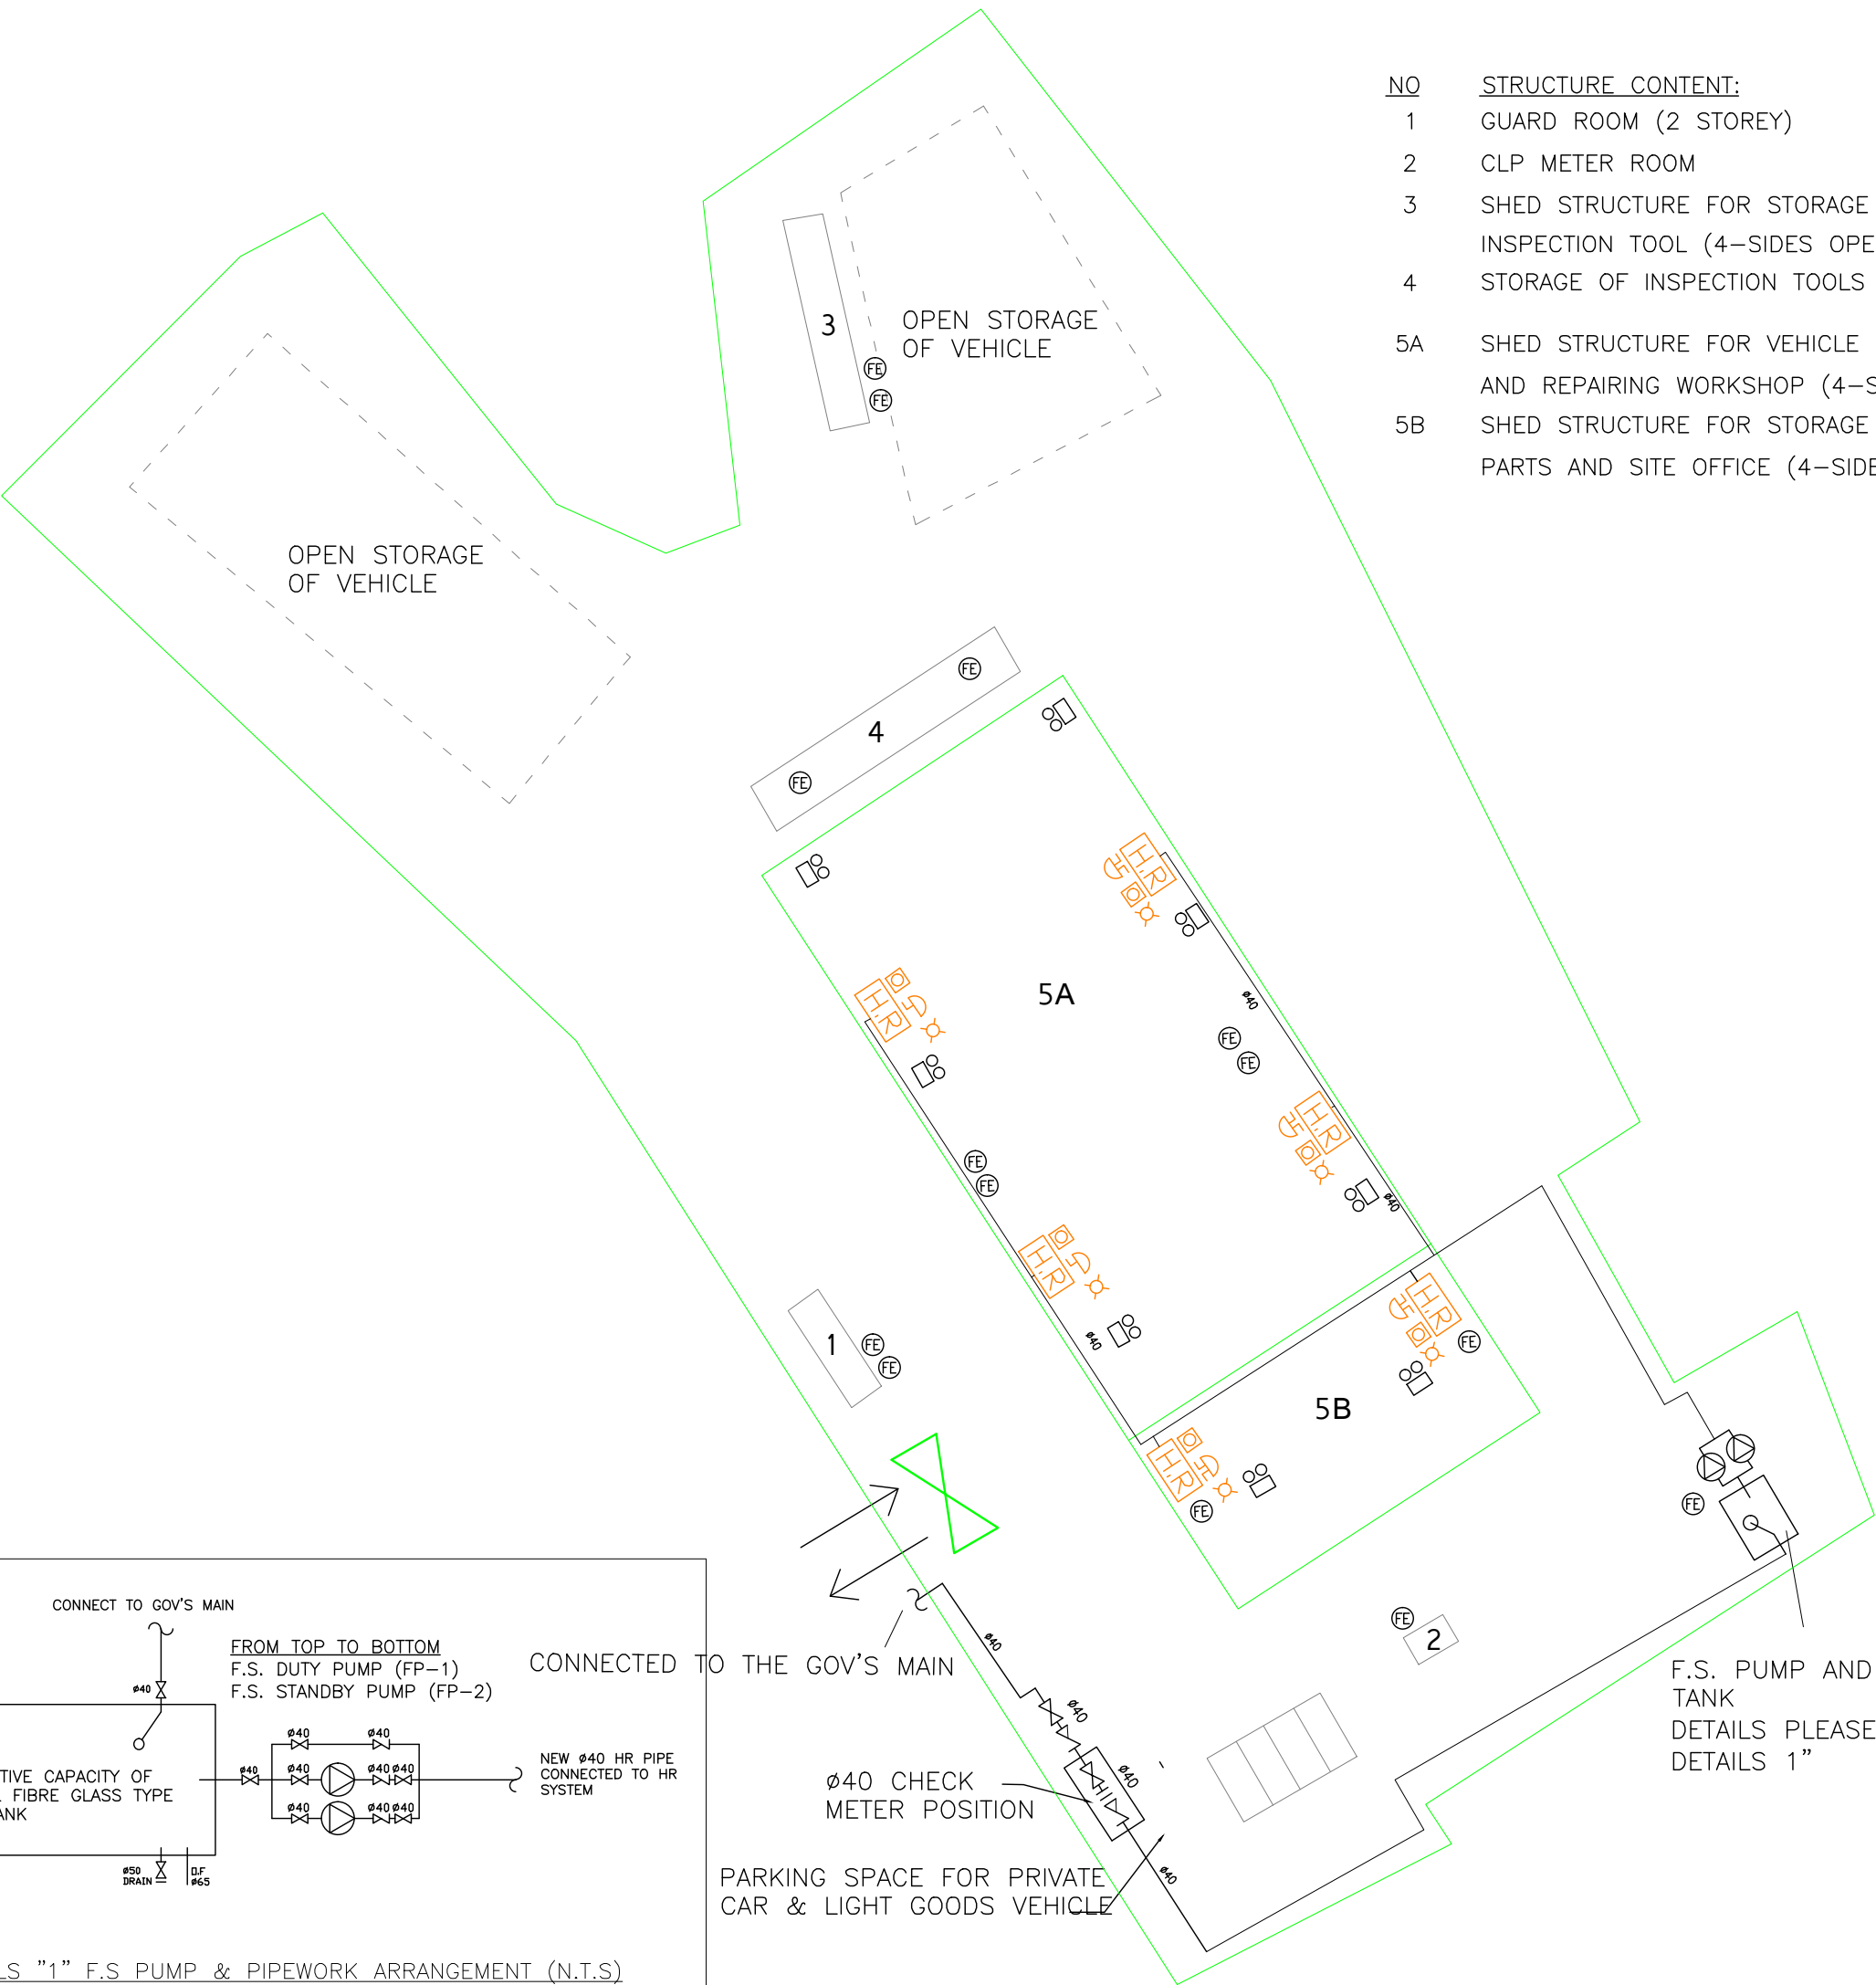 NO STRUCTURE CONTENT:
1 GUARD ROOM (2 STOREY)
2 CLP METER ROOM
3 SHED STRUCTURE FOR STORAGE
INSPECTION TOOL (4-SIDES OPE
4 STORAGE OF INSPECTION TOOLS
5A SHED STRUCTURE FOR VEHICLE
AND REPAIRING WORKSHOP (4-S
5B SHED STRUCTURE FOR STORAGE
PARTS AND SITE OFFICE (4-SIDE
3
OPEN STORAGE
OF VEHICLE
FE
FE
OPEN STORAGE
OF VEHICLE
FE
4
FE
H.R
5A
H.R
Ø40
FE
FE
H.R
FE
FE
Ø40
H.R
Ø40
H.R
FE
1
FE
FE
5B
H.R
FE
FE
FE
2
CONNECTED TO THE GOV'S MAIN
Ø40
Ø40
Ø40
Ø40
F.S. PUMP AND
TANK
DETAILS PLEASE
DETAILS 1"
Ø40 CHECK
METER POSITION
PARKING SPACE FOR PRIVATE
CAR & LIGHT GOODS VEHICLE
CONNECT TO GOV'S MAIN
FROM TOP TO BOTTOM
F.S. DUTY PUMP (FP-1)
F.S. STANDBY PUMP (FP-2)
Ø40
Ø40 Ø40
Ø40 Ø40 Ø40 Ø40
Ø40 Ø40 Ø40
NEW Ø40 HR PIPE
CONNECTED TO HR
SYSTEM
TIVE CAPACITY OF
FIBRE GLASS TYPE
ANK
Ø50
DRAIN
O.F
Ø65
LS "1" F.S PUMP & PIPEWORK ARRANGEMENT (N.T.S)